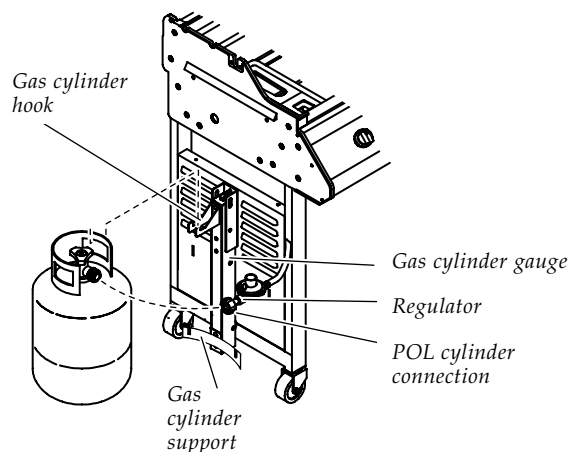 Gas cylinder
hook
Gas cylinder gauge
Regulator
POL cylinder
connection
Gas
cylinder
support